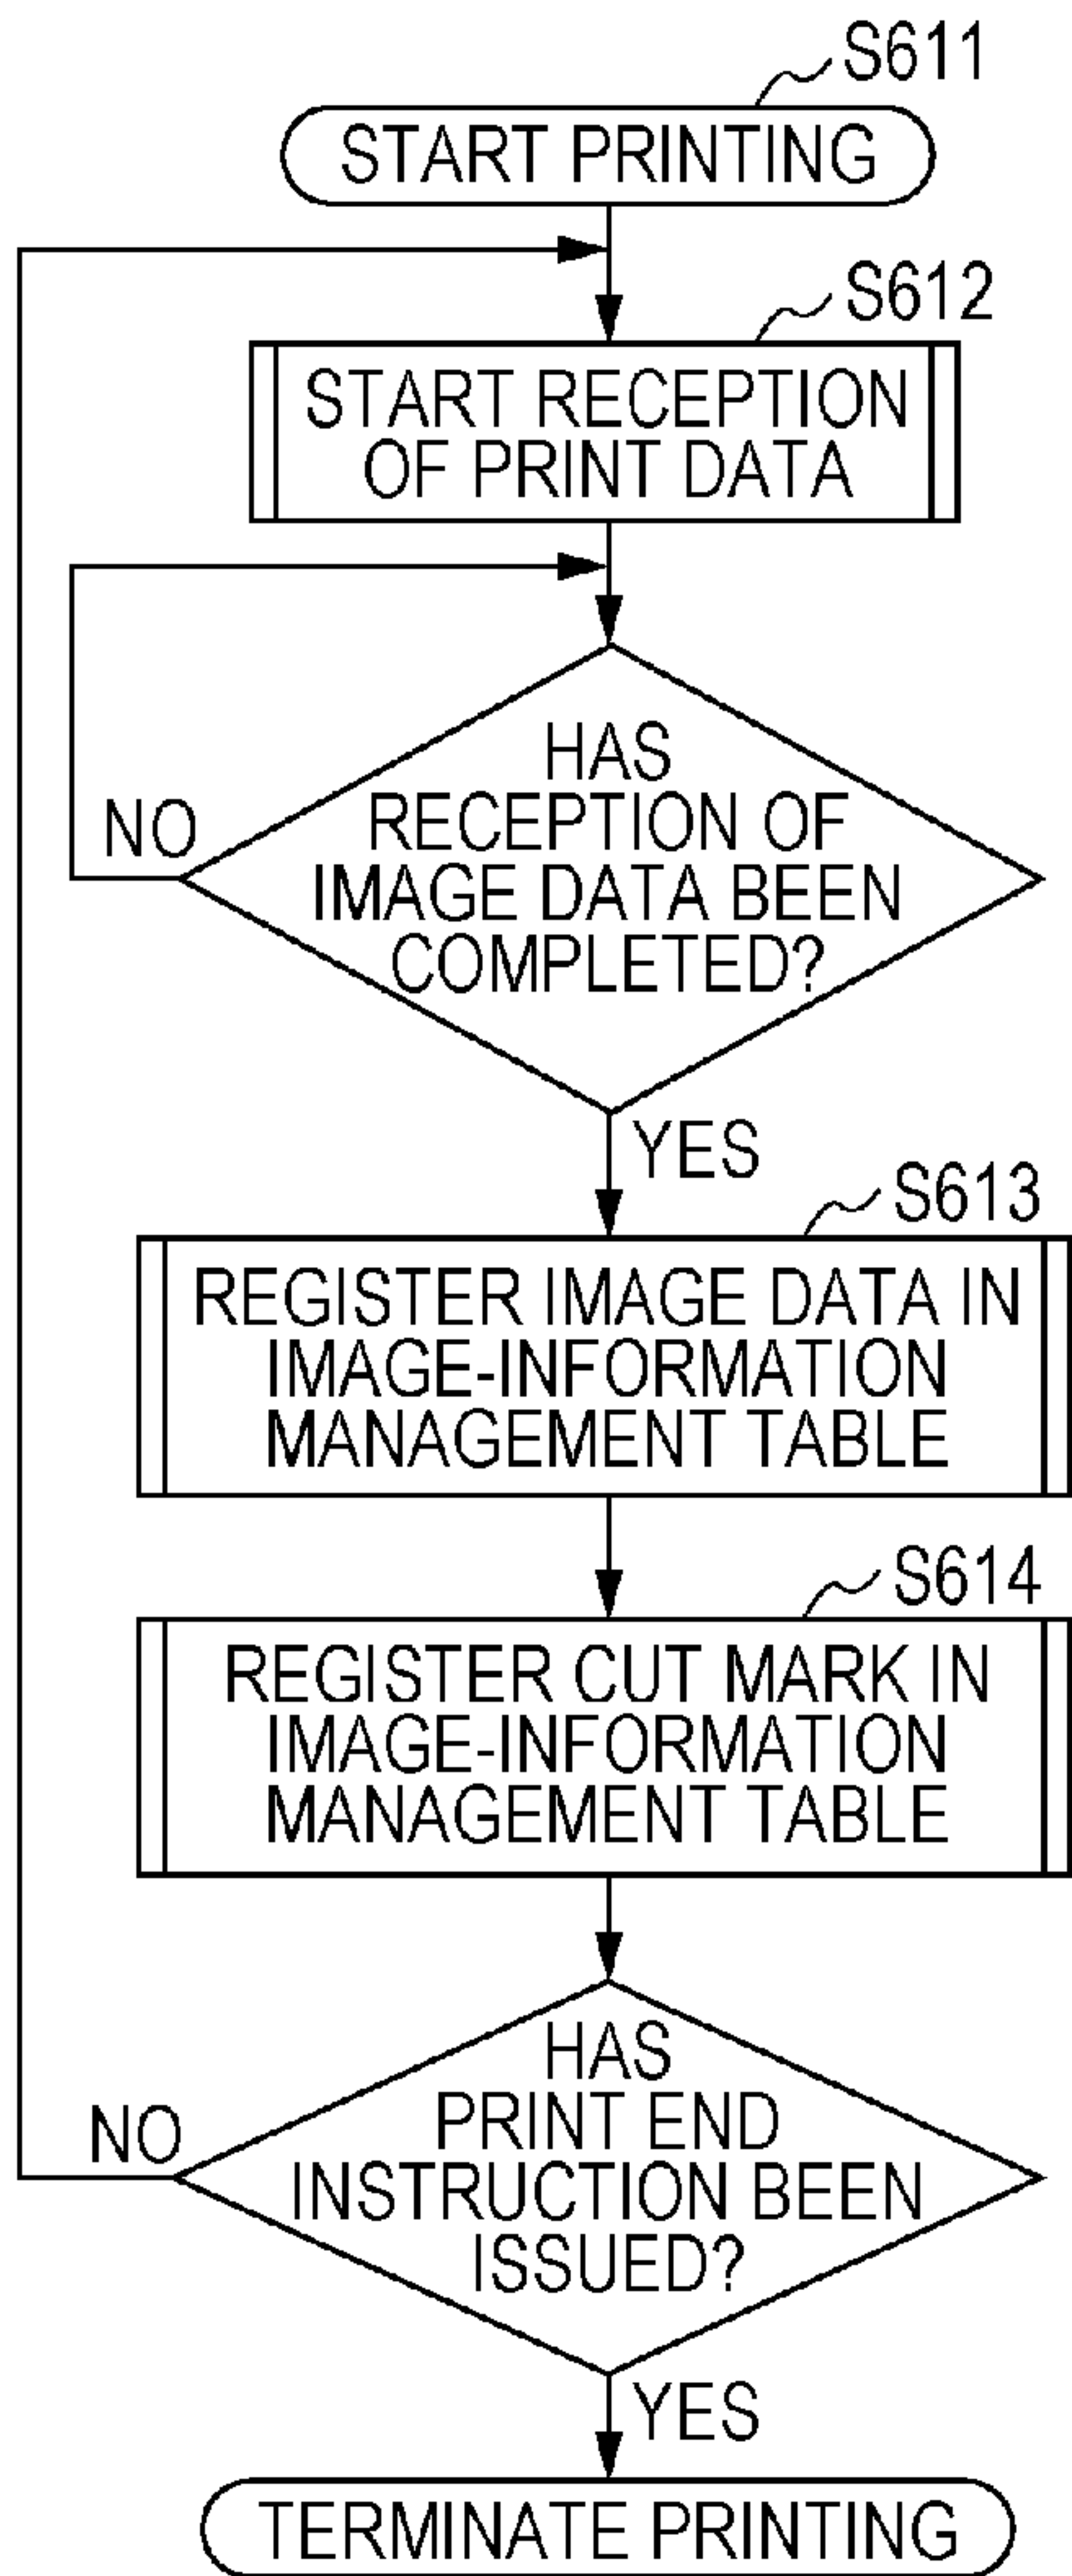 S611
START PRINTING
S612
START RECEPTION
OF PRINT DATA
HAS
RECEPTION OF
IMAGE DATA BEEN
COMPLETED?
NO
YES
S613
REGISTER IMAGE DATA IN
IMAGE-INFORMATION
MANAGEMENT TABLE
S614
REGISTER CUT MARK IN
IMAGE-INFORMATION
MANAGEMENT TABLE
HAS
PRINT END
INSTRUCTION BEEN
ISSUED?
NO
YES
TERMINATE PRINTING